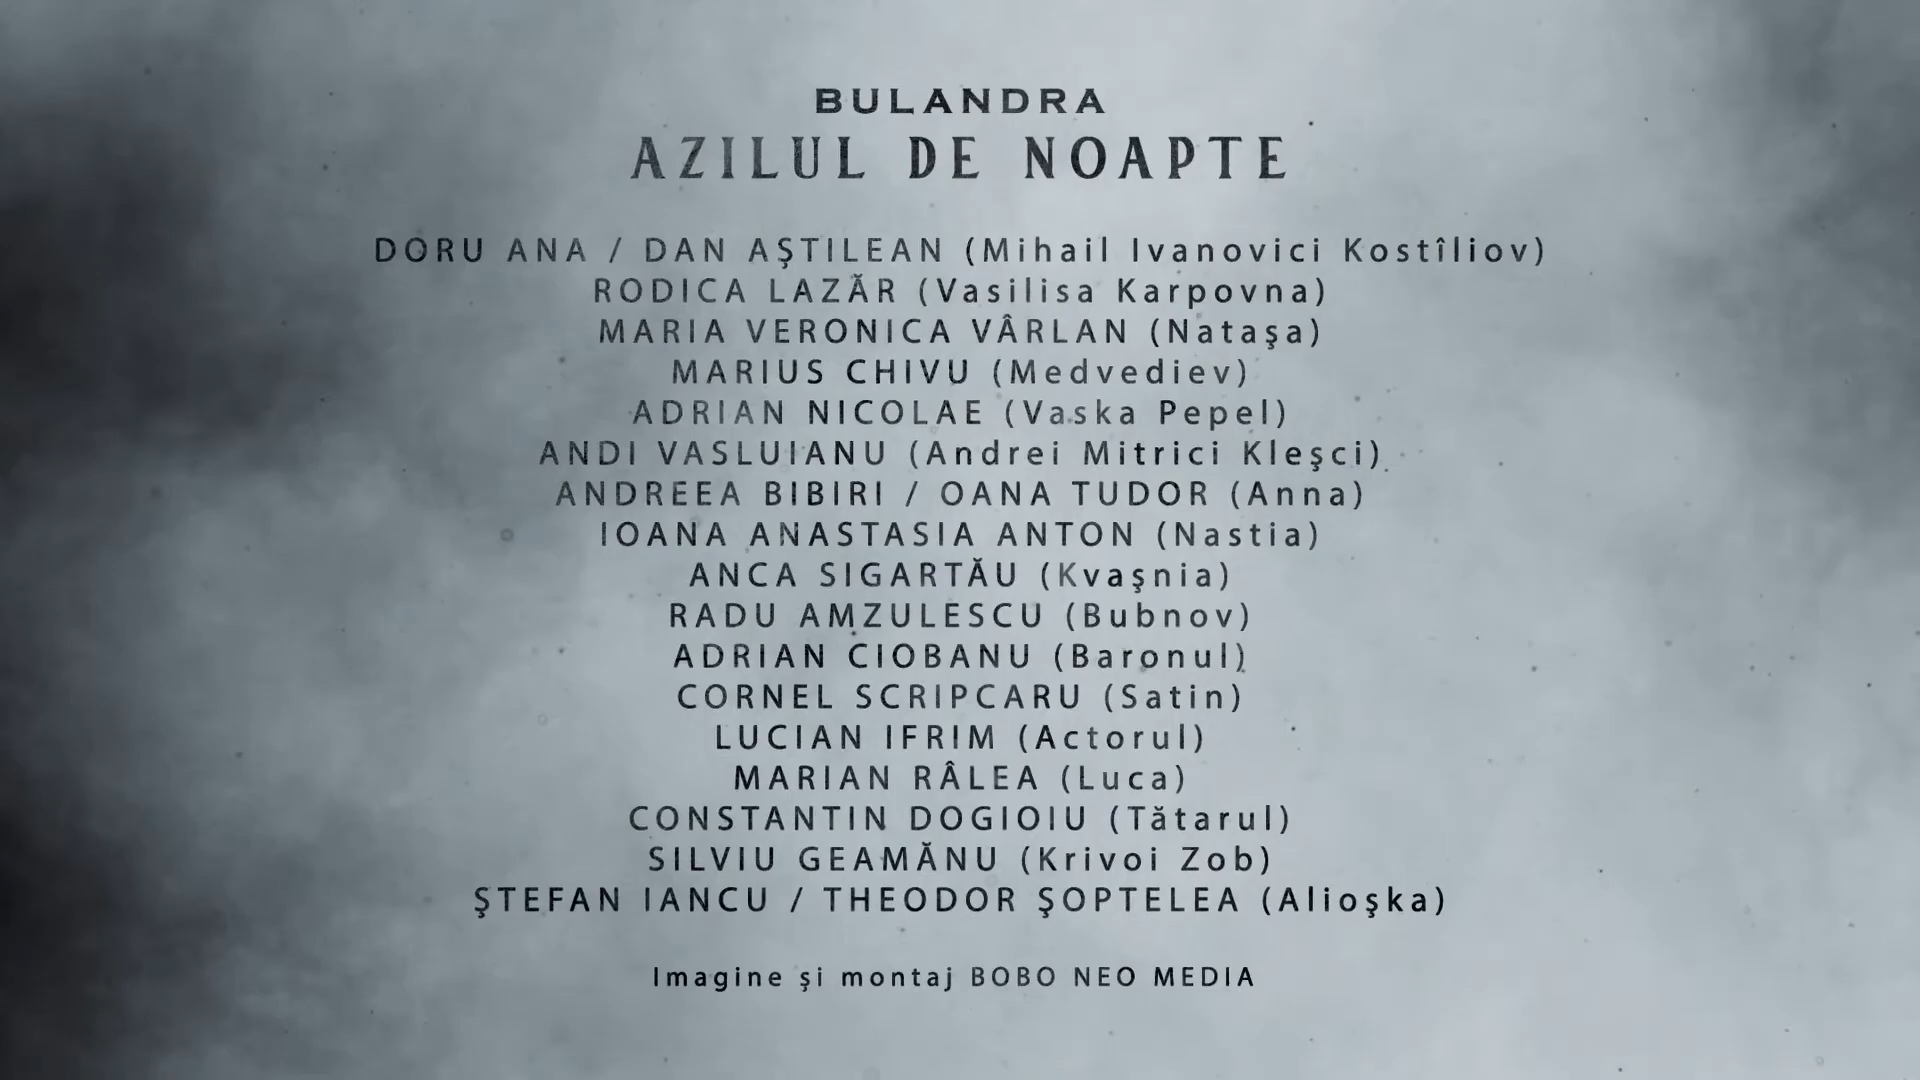 BULANDRA
AZILUL DE NOAPTE
DORU ANA / DAN AŞTILEAN (Mihail Ivanovici Kostîliov)
RODICA LAZĂR (Vasilisa Karpovna)
MARIA VERONICA VÂRLAN (Nataşa)
MARIUS CHIVU (Medvediev)
ADRIAN NICOLAE (Vaska Pepel)
ANDI VASLUIANU (Andrei Mitrici Kleşci)
ANDREEA BIBIRI / OANA TUDOR (Anna)
IOANA ANASTASIA ANTON (Nastia)
ANCA SIGARTĂU (Kvaşnia)
RADU AMZULESCU (Bubnov)
ADRIAN CIOBANU (Baronul)
CORNEL SCRIPCARU (Satin)
LUCIAN IFRIM (Actorul)
MARIAN RÂLEA (Luca)
CONSTANTIN DOGIOIU (Tătarul)
SILVIU GEAMĂNU (Krivoi Zob)
ŞTEFAN IANCU / THEODOR ŞOPTELEA (Alioşka)
Imagine şi montaj BOBO NEO MEDIA